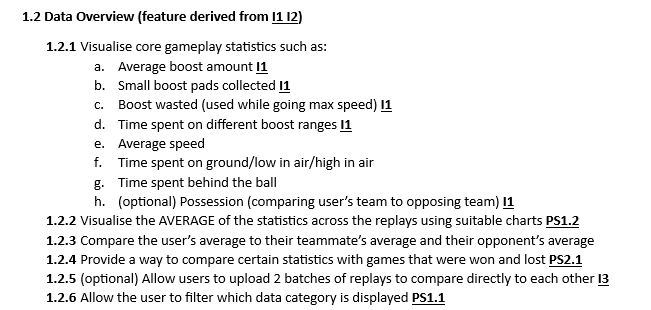 1.2 Data Overview (feature derived from I1 I2)
1.2.1 Visualise core gameplay statistics such as:
a. Average boost amount I1
b. Small boost pads collected I1
c. Boost wasted (used while going max speed) I1
d. Time spent on different boost ranges I1
e. Average speed
f. Time spent on ground/low in air/high in air
g. Time spent behind the ball
h. (optional) Possession (comparing user's team to opposing team) I1
1.2.2 Visualise the AVERAGE of the statistics across the replays using suitable charts PS1.2
1.2.3 Compare the user's average to their teammate's average and their opponent's average
1.2.4 Provide a way to compare certain statistics with games that were won and lost PS2.1
1.2.5 (optional) Allow users to upload 2 batches of replays to compare directly to each other I3
1.2.6 Allow the user to filter which data category is displayed PS1.1